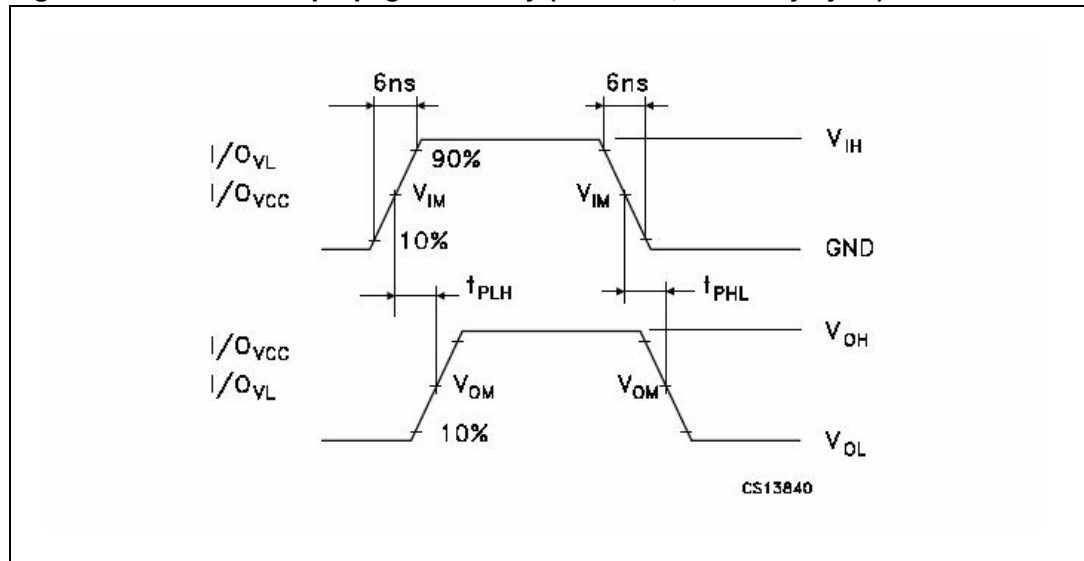 6ns 6ns
I/O_VL 90% V_IH
I/O_VCC V_IM V_IM
10% GND
t_PLH t_PHL
I/O_VCC V_OH
I/O_VL V_OM V_OM
10% V_OL
CS13840